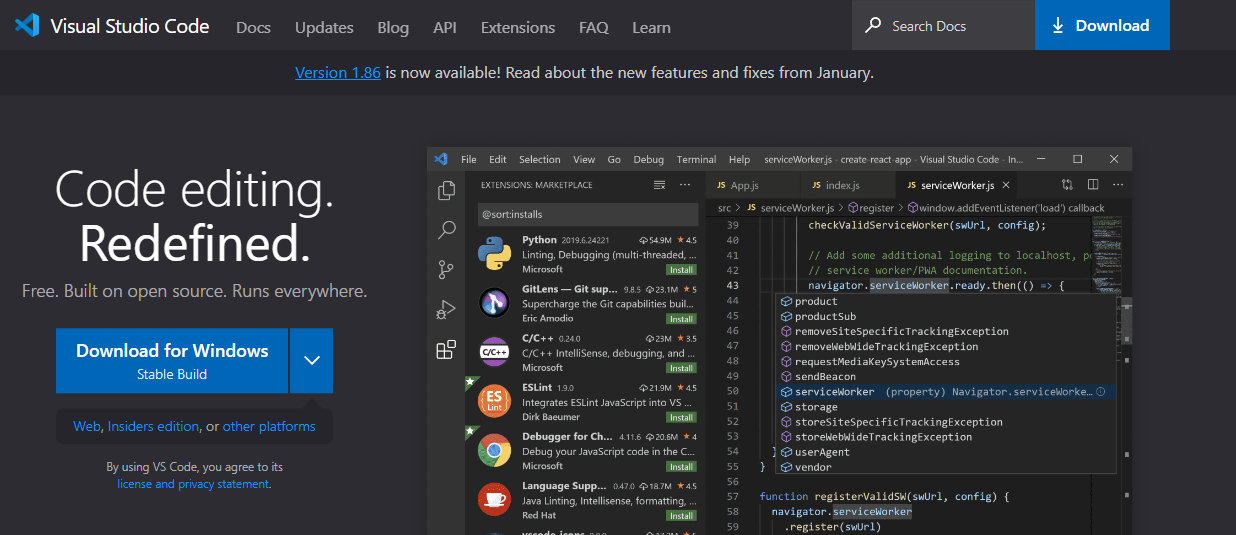 Visual Studio Code Docs Updates Blog API Extensions FAQ Learn Search Docs Download
Version 1.86 is now available! Read about the new features and fixes from January.
Code editing.
Redefined.
Free. Built on open source. Runs everywhere.
Download for Windows
Stable Build
Web, Insiders edition, or other platforms
By using VS Code, you agree to its
license and privacy statement.
File Edit Selection View Go Debug Terminal Help serviceWorker.js - create-react-app - Visual Studio Code - In...
EXTENSIONS: MARKETPLACE
@sort:installs
Python 2019.6.24221 54.9M 4.5
Linting, Debugging (multi-threaded, ...
Microsoft Install
GitLens — Git sup... 9.8.5 23.1M 5
Supercharge the Git capabilities buil...
Eric Amodio Install
C/C++ 0.24.0 23M 3.5
C/C++
C/C++ IntelliSense, debugging, and ...
Microsoft Install
ESLint 1.9.0 21.9M 4.5
ES
Lint
Integrates ESLint JavaScript into VS ...
Dirk Baeumer Install
Debugger for Ch... 4.11.6 20.6M 4
Debug your JavaScript code in the C...
Microsoft Install
Language Supp... 0.47.0 18.7M 4.5
Java Linting, Intellisense, formatting, ...
Red Hat Install
JS App.js JS index.js JS serviceWorker.js
src > JS serviceWorker.js > register > window.addEventListener('load') callback
39 checkValidServiceWorker(swUrl, config);
40
41 // Add some additional logging to localhost, po
42 // service worker/PWA documentation.
43 navigator.serviceWorker.ready.then(() => {
44 product
45 productSub
46 removeSiteSpecificTrackingException
47 removeWebWideTrackingException
48 requestMediaKeySystemAccess
49 sendBeacon
50 serviceWorker (property) Navigator.serviceWorke...
51 storage
52 storeSiteSpecificTrackingException
53 storeWebWideTrackingException
54 } userAgent
55 } vendor
56
57 function registerValidSW(swUrl, config) {
58 navigator.serviceWorker
59 .register(swUrl)